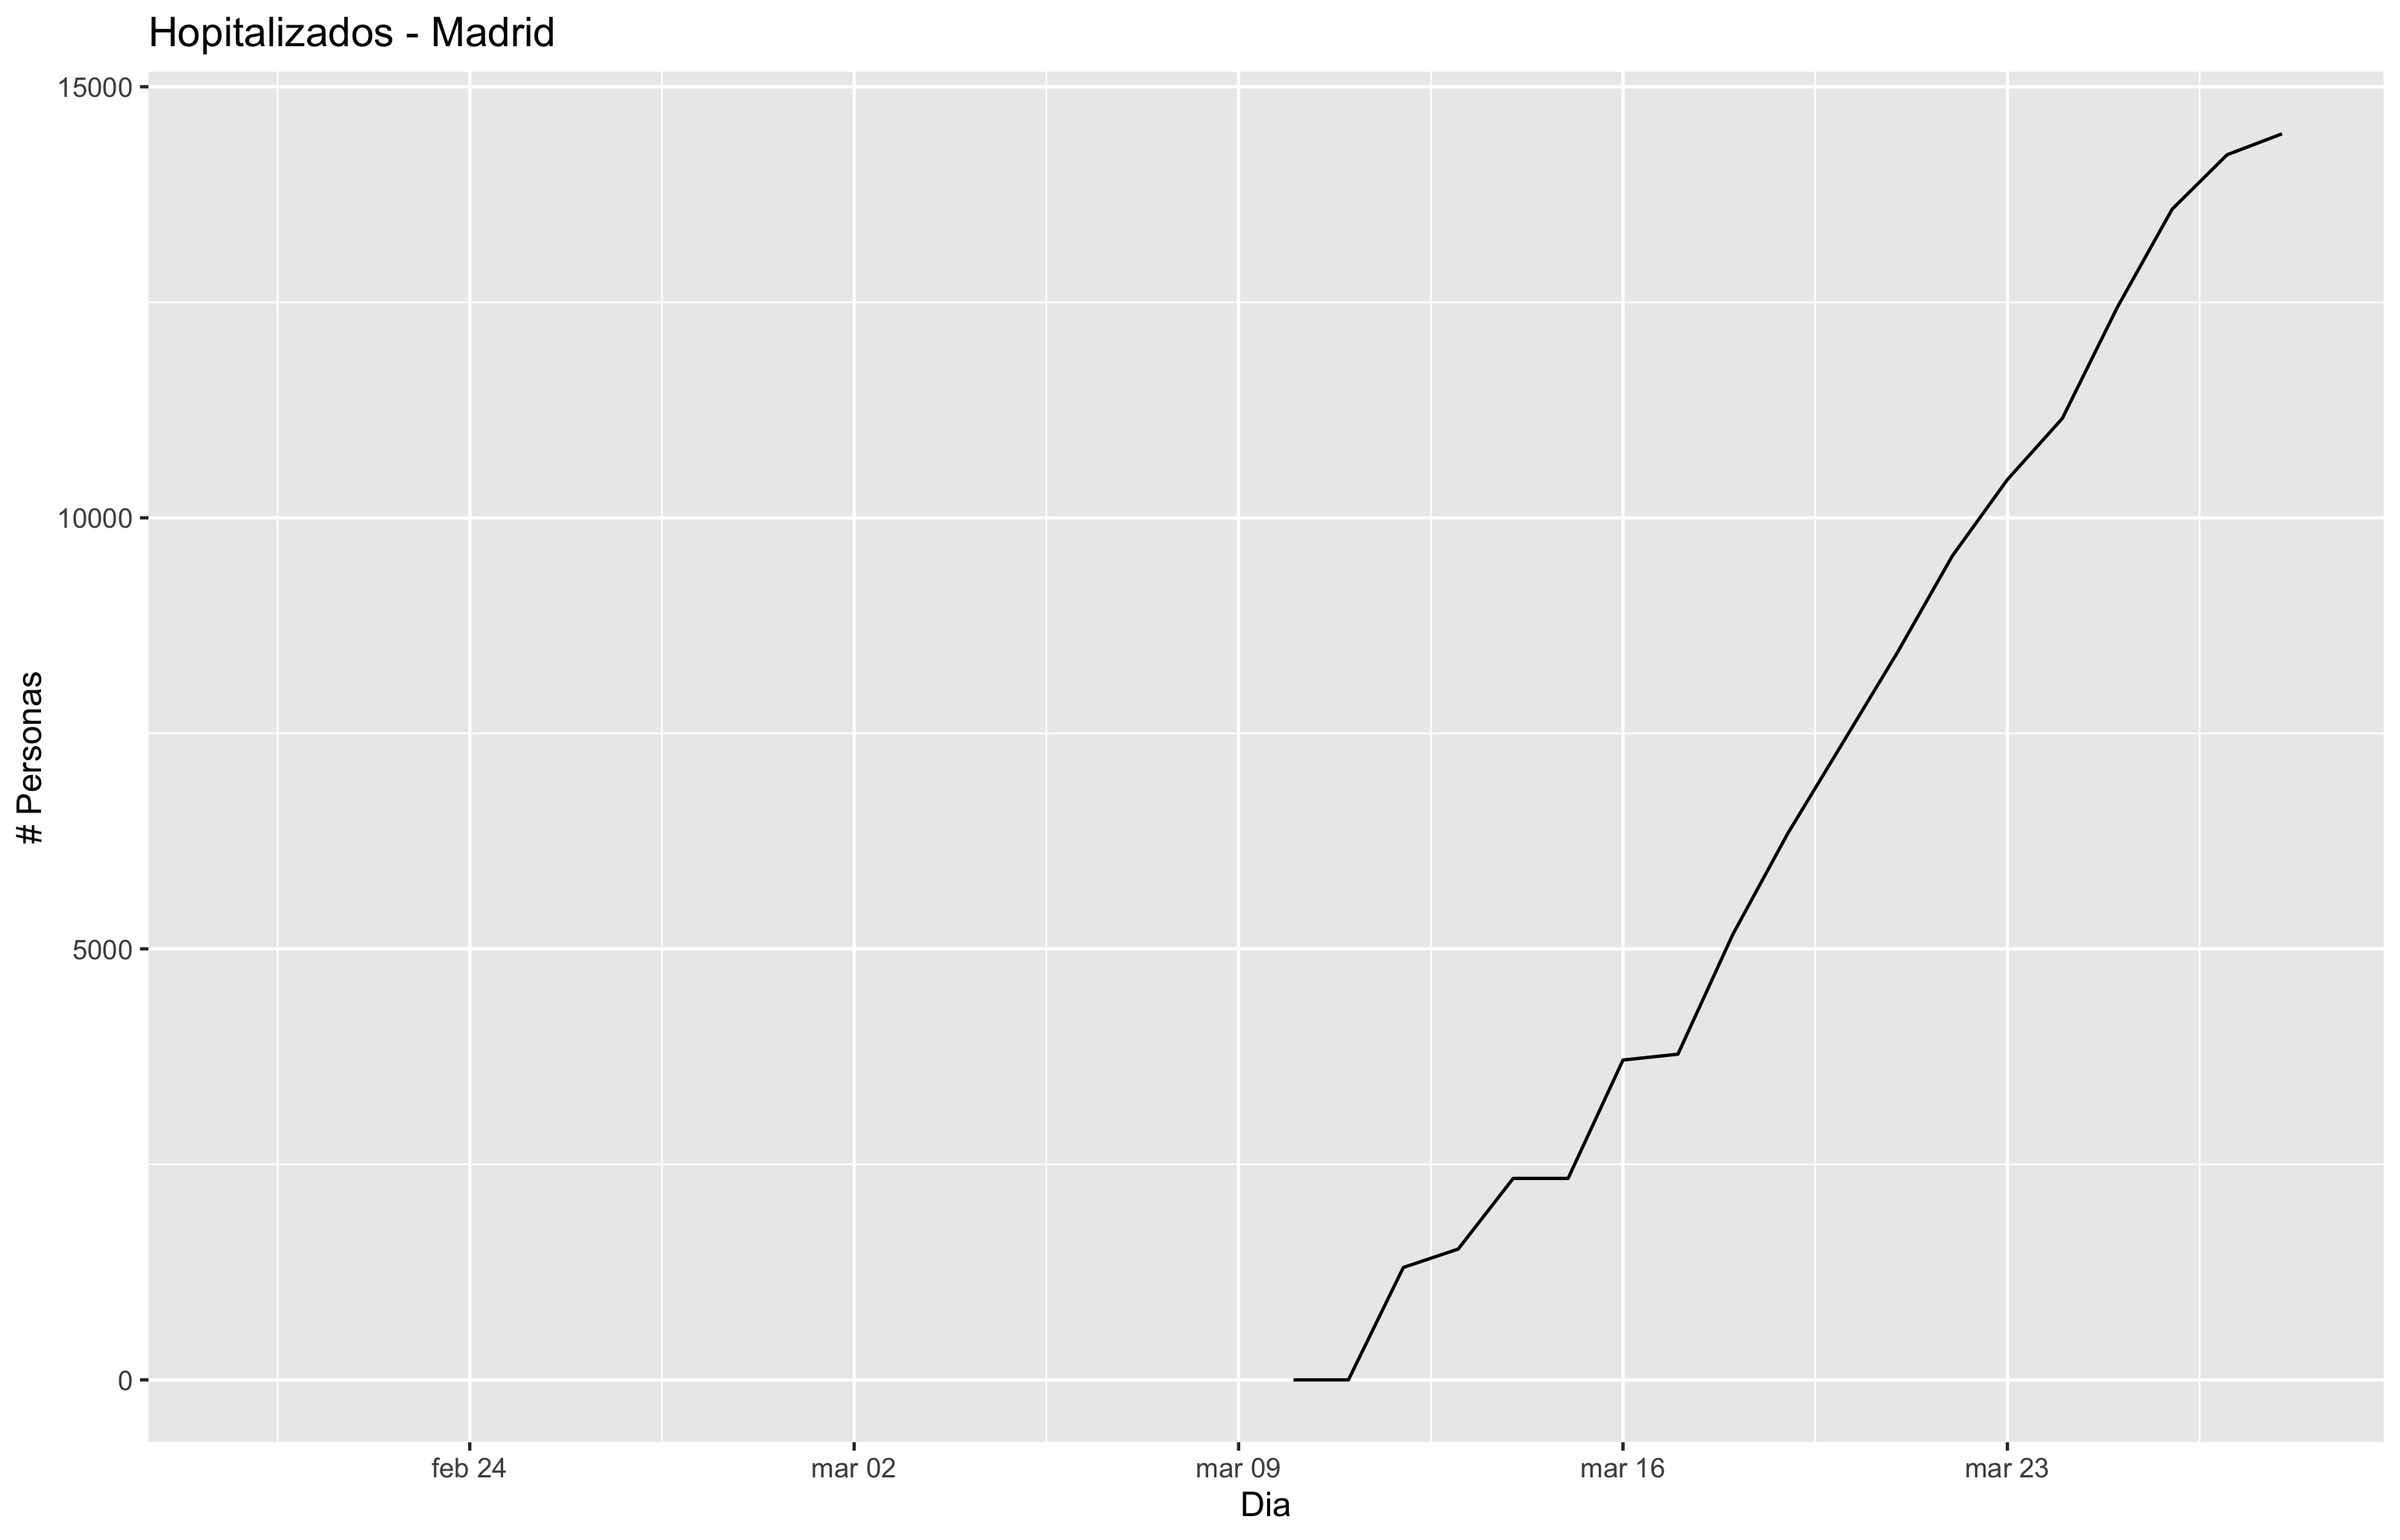 Hopitalizados - Madrid
15000
10000
5000
0
# Personas
feb 24
mar 02
mar 09
mar 16
mar 23
Dia